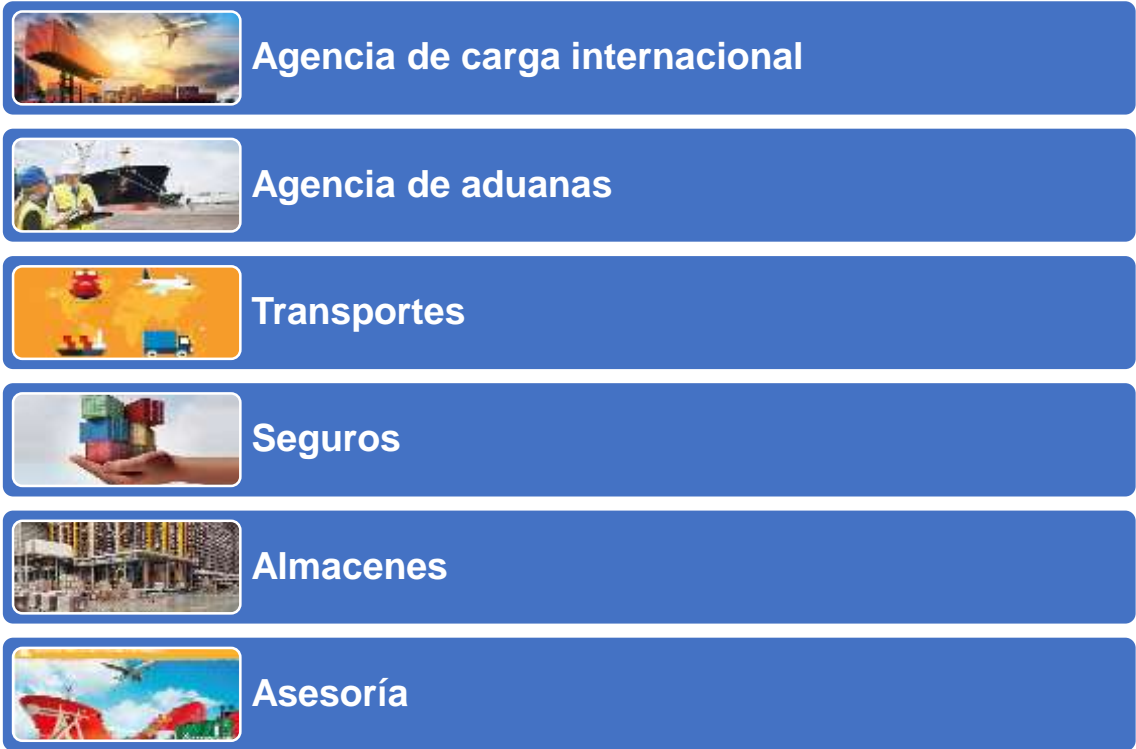 Agencia de carga internacional
Agencia de aduanas
Transportes
Seguros
Almacenes
Asesoría